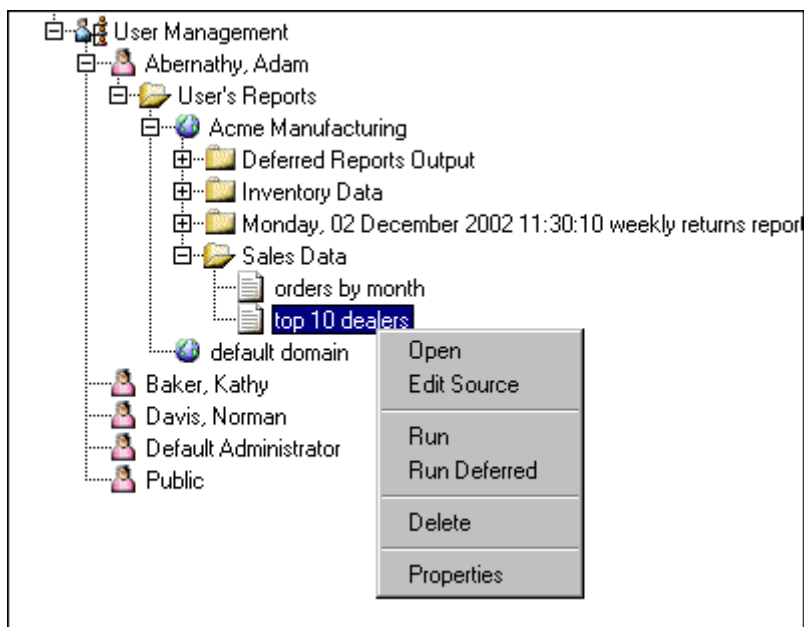 User Management
Abernathy, Adam
User's Reports
Acme Manufacturing
Deferred Reports Output
Inventory Data
Monday, 02 December 2002 11:30:10 weekly returns repor
Sales Data
orders by month
top 10 dealers
default domain
Open
Edit Source
Run
Run Deferred
Delete
Properties
Baker, Kathy
Davis, Norman
Default Administrator
Public